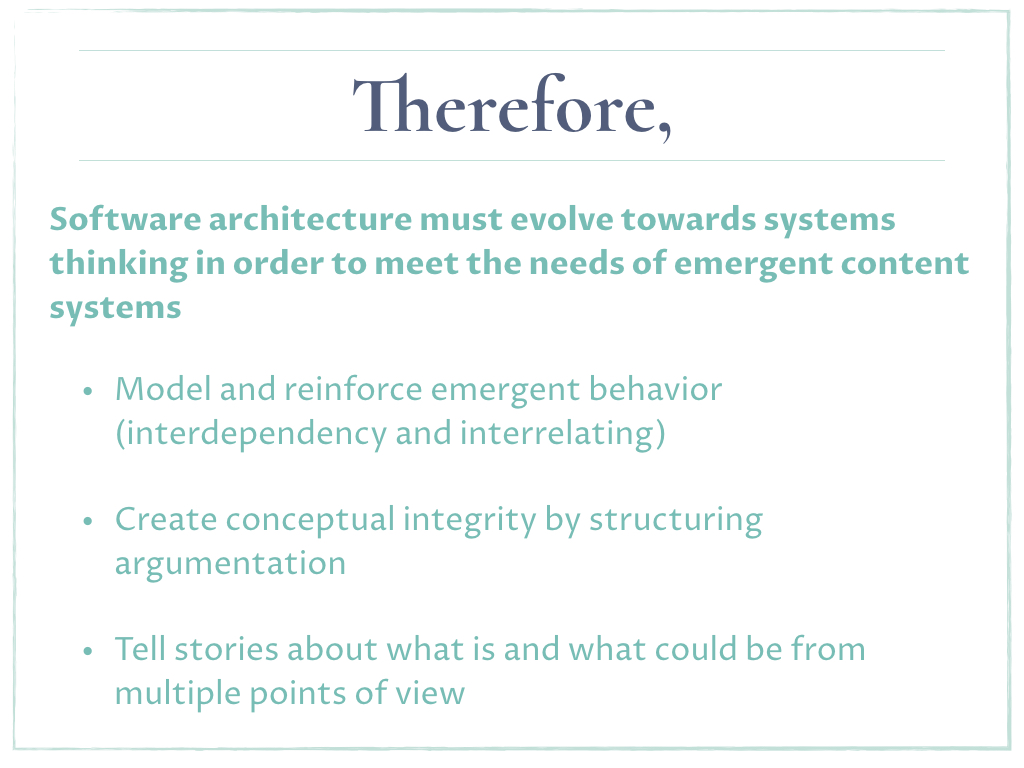 Therefore,
Software architecture must evolve towards systems
thinking in order to meet the needs of emergent content
systems
• Model and reinforce emergent behavior
(interdependency and interrelating)
• Create conceptual integrity by structuring
argumentation
• Tell stories about what is and what could be from
multiple points of view